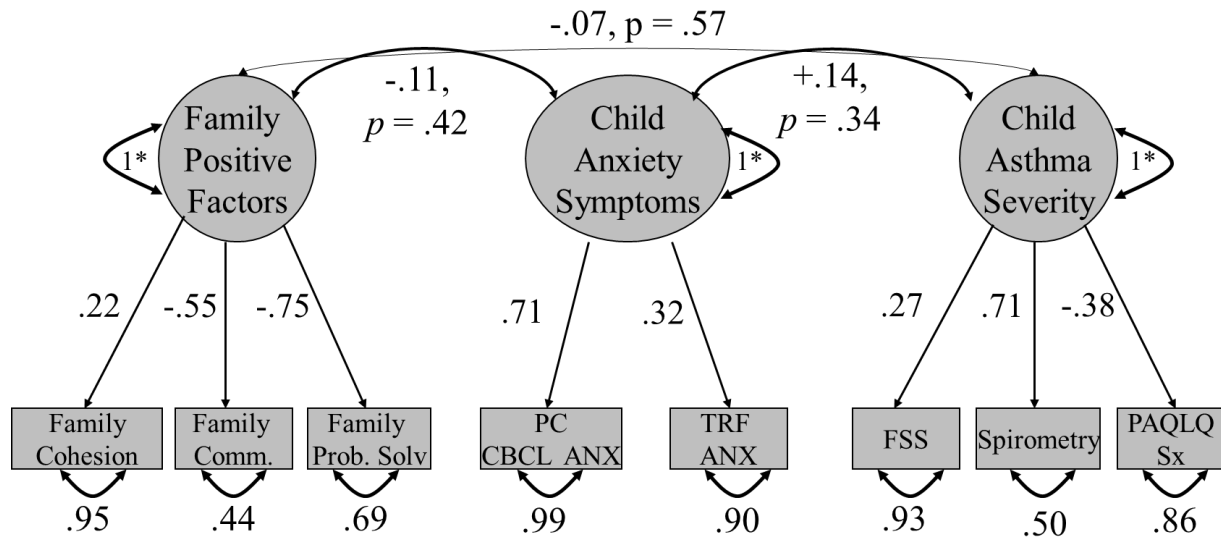 -.07, p = .57
-.11,
p = .42
+.14,
p = .34
Family
Positive
Factors
1*
Child
Anxiety
Symptoms
1*
Child
Asthma
Severity
1*
.22
-.55
-.75
.71
.32
.27
.71
-.38
Family
Cohesion
Family
Comm.
Family
Prob. Solv
PC
CBCL ANX
TRF
ANX
FSS
Spirometry
PAQLQ
Sx
.95
.44
.69
.99
.90
.93
.50
.86